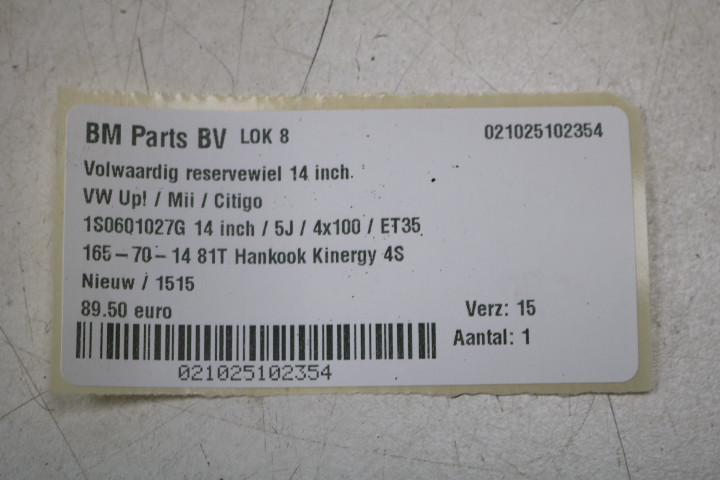 BM Parts BV LOK 8 021025102354
Volwaardig reservewiel 14 inch.
VW Up! / Mii / Citigo
1S0601027G 14 inch / 5J / 4x100 / ET35
165-70-14 81T Hankook Kinergy 4S
Nieuw / 1515
89.50 euro Verz: 15
Aantal: 1
021025102354